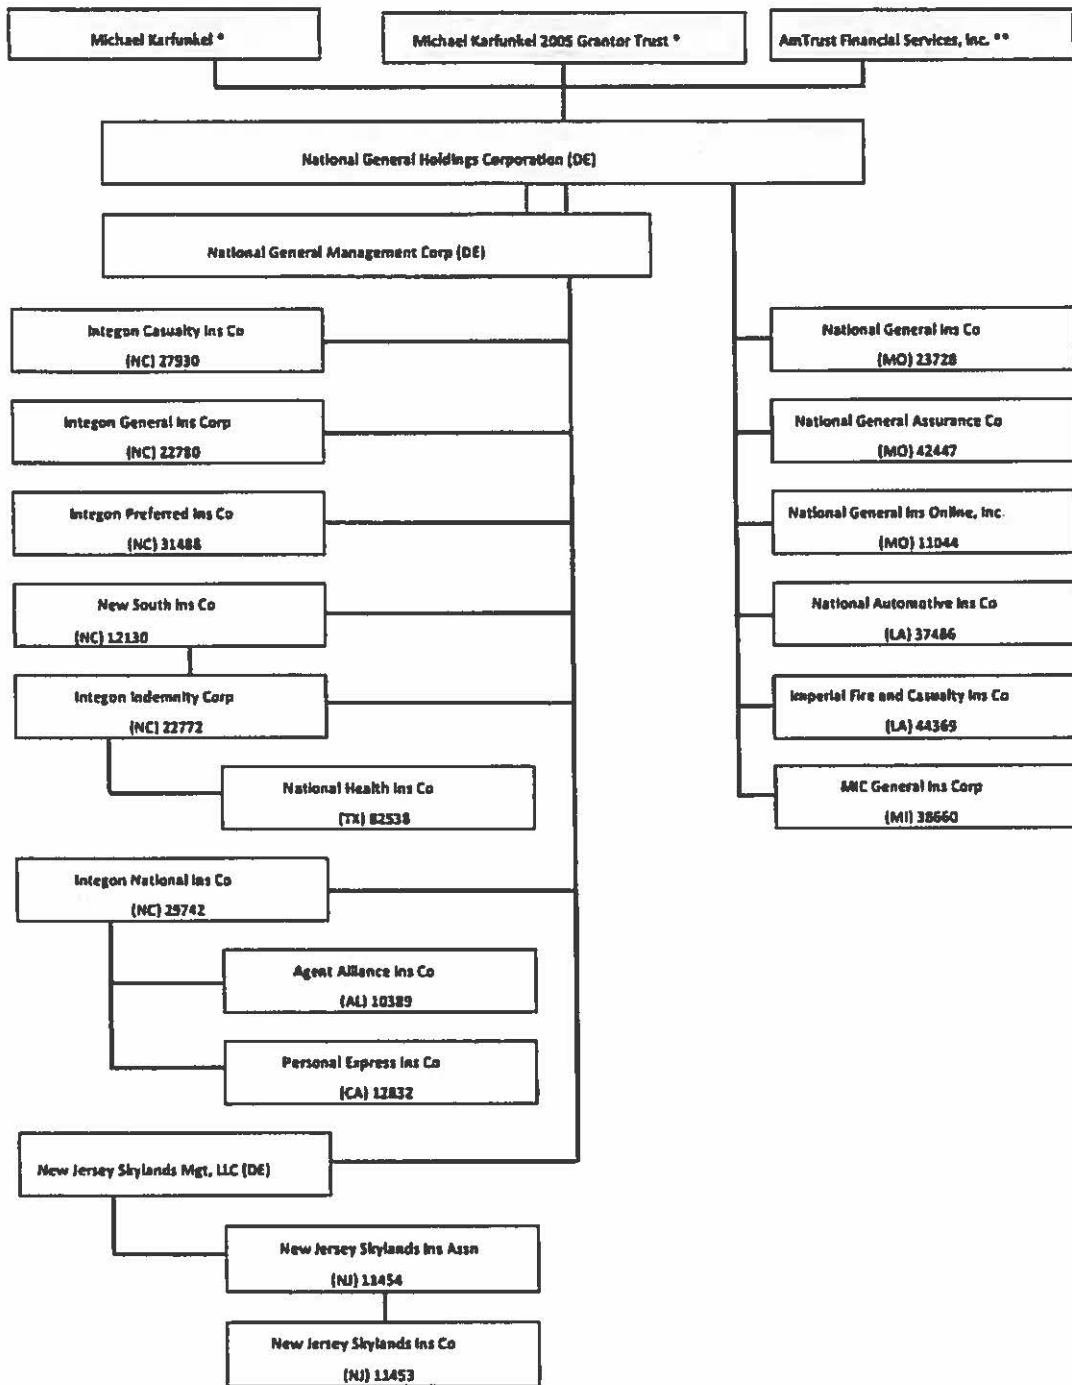 Michael Karfunkel *
Michael Karfunkel 2005 Grantor Trust *
AmTrust Financial Services, Inc. **
National General Holdings Corporation (DE)
National General Management Corp (DE)
Integon Casualty Ins Co
(NC) 27930
Integon General Ins Corp
(NC) 22780
Integon Preferred Ins Co
(NC) 31488
New South Ins Co
(NC) 12130
Integon Indemnity Corp
(NC) 22772
National Health Ins Co
(TX) 82538
Integon National Ins Co
(NC) 29742
Agent Alliance Ins Co
(AL) 10389
Personal Express Ins Co
(CA) 12832
New Jersey Skylands Mgt, LLC (DE)
New Jersey Skylands Ins Assn
(NJ) 11454
New Jersey Skylands Ins Co
(NJ) 11453
National General Ins Co
(MO) 23728
National General Assurance Co
(MO) 42447
National General Ins Online, Inc.
(MO) 11044
National Automotive Ins Co
(LA) 37486
Imperial Fire and Casualty Ins Co
(LA) 44369
MIC General Ins Corp
(MI) 38660